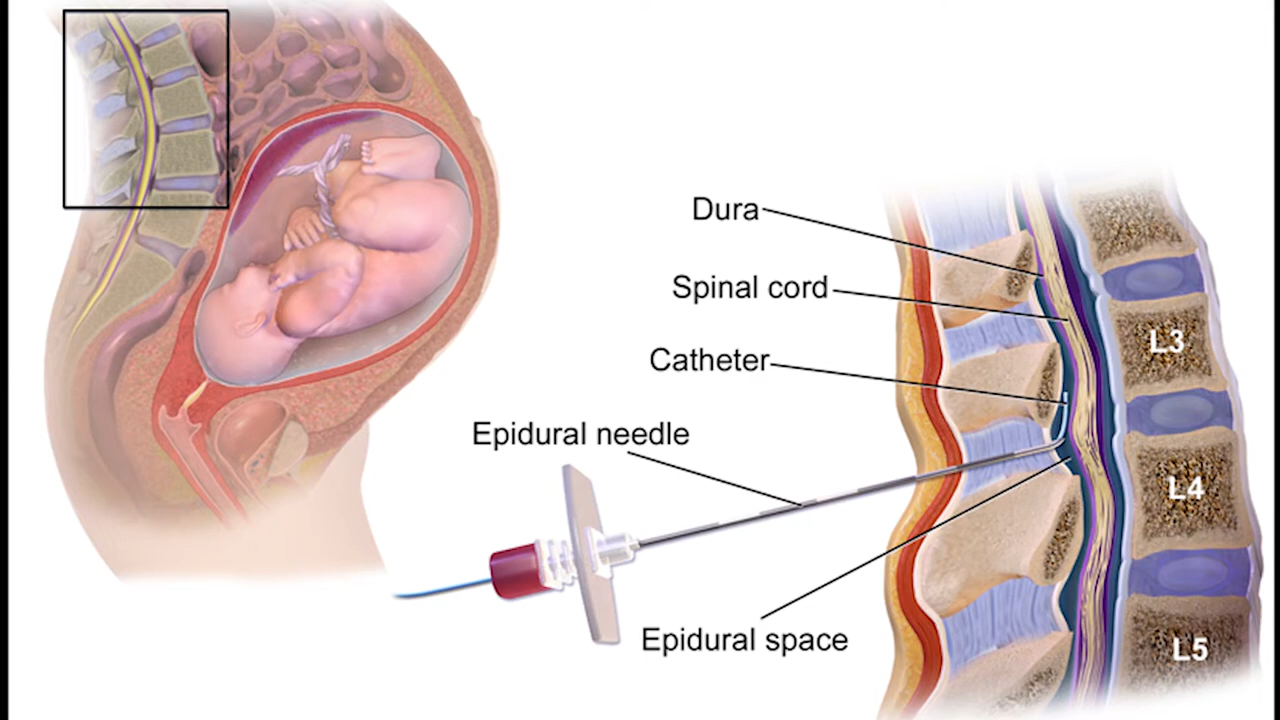 Dura
Spinal cord
L3
Catheter
Epidural needle
L4
Epidural space
L5